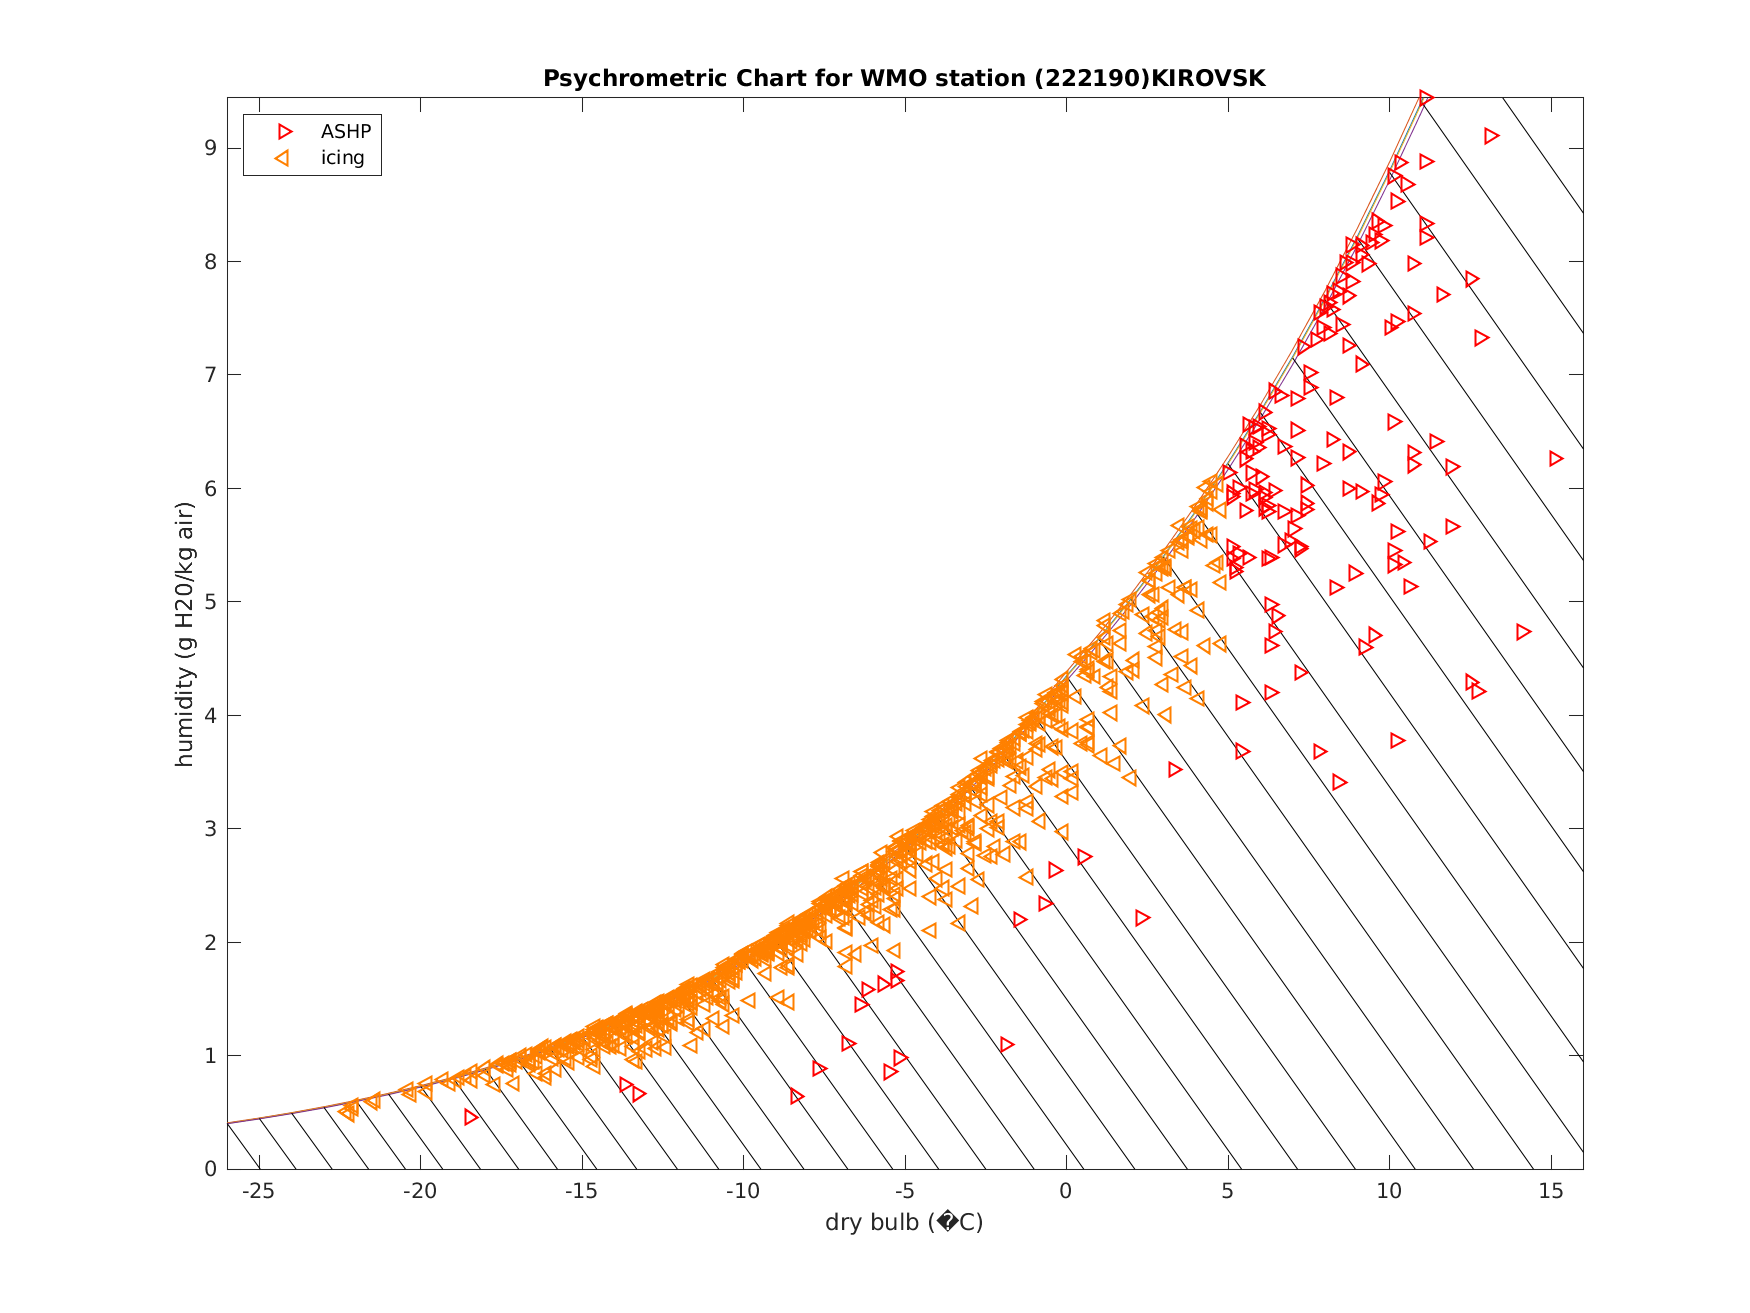 Psychrometric Chart for WMO station (222190)KIROVSK
ASHP
icing
humidity (g H20/kg air)
9
8
7
6
5
4
3
2
1
0
-25 -20 -15 -10 -5 0 5 10 15
dry bulb (�C)